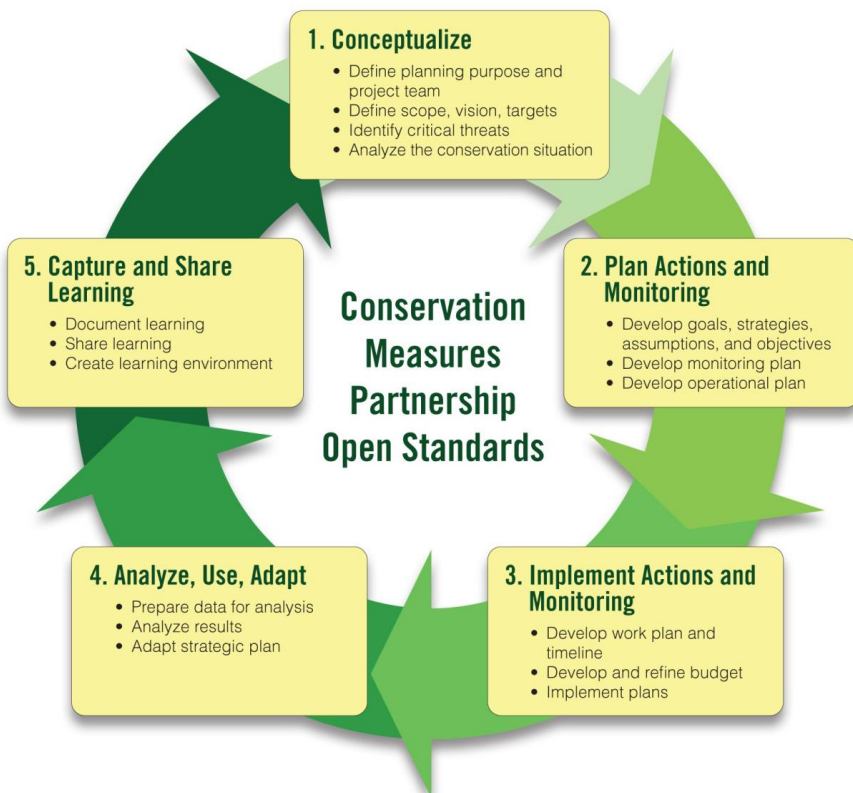 1. Conceptualize
• Define planning purpose and
project team
• Define scope, vision, targets
• Identify critical threats
• Analyze the conservation situation
2. Plan Actions and
Monitoring
• Develop goals, strategies,
assumptions, and objectives
• Develop monitoring plan
• Develop operational plan
3. Implement Actions and
Monitoring
• Develop work plan and
timeline
• Develop and refine budget
• Implement plans
4. Analyze, Use, Adapt
• Prepare data for analysis
• Analyze results
• Adapt strategic plan
5. Capture and Share
Learning
• Document learning
• Share learning
• Create learning environment
Conservation
Measures
Partnership
Open Standards